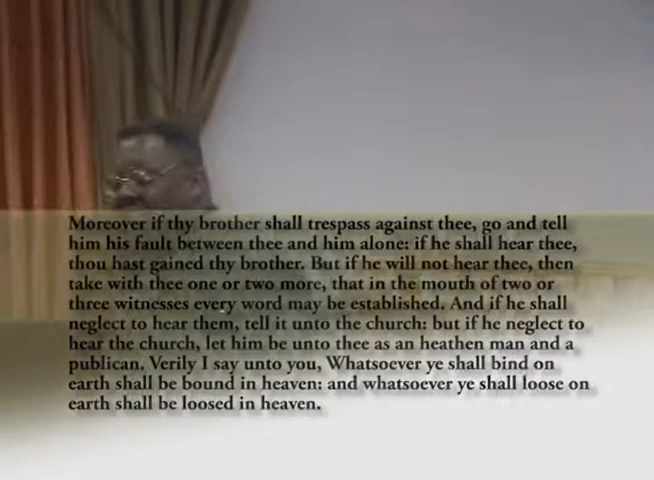 Moreover if thy brother shall trespass against thee, go and tell
him his fault between thee and him alone: if he shall hear thee,
thou hast gained thy brother. But if he will not hear thee, then
take with thee one or two more, that in the mouth of two or
three witnesses every word may be established. And if he shall
neglect to hear them, tell it unto the church: but if he neglect to
hear the church, let him be unto thee as an heathen man and a
publican. Verily I say unto you, Whatsoever ye shall bind on
earth shall be bound in heaven: and whatsoever ye shall loose on
earth shall be loosed in heaven.